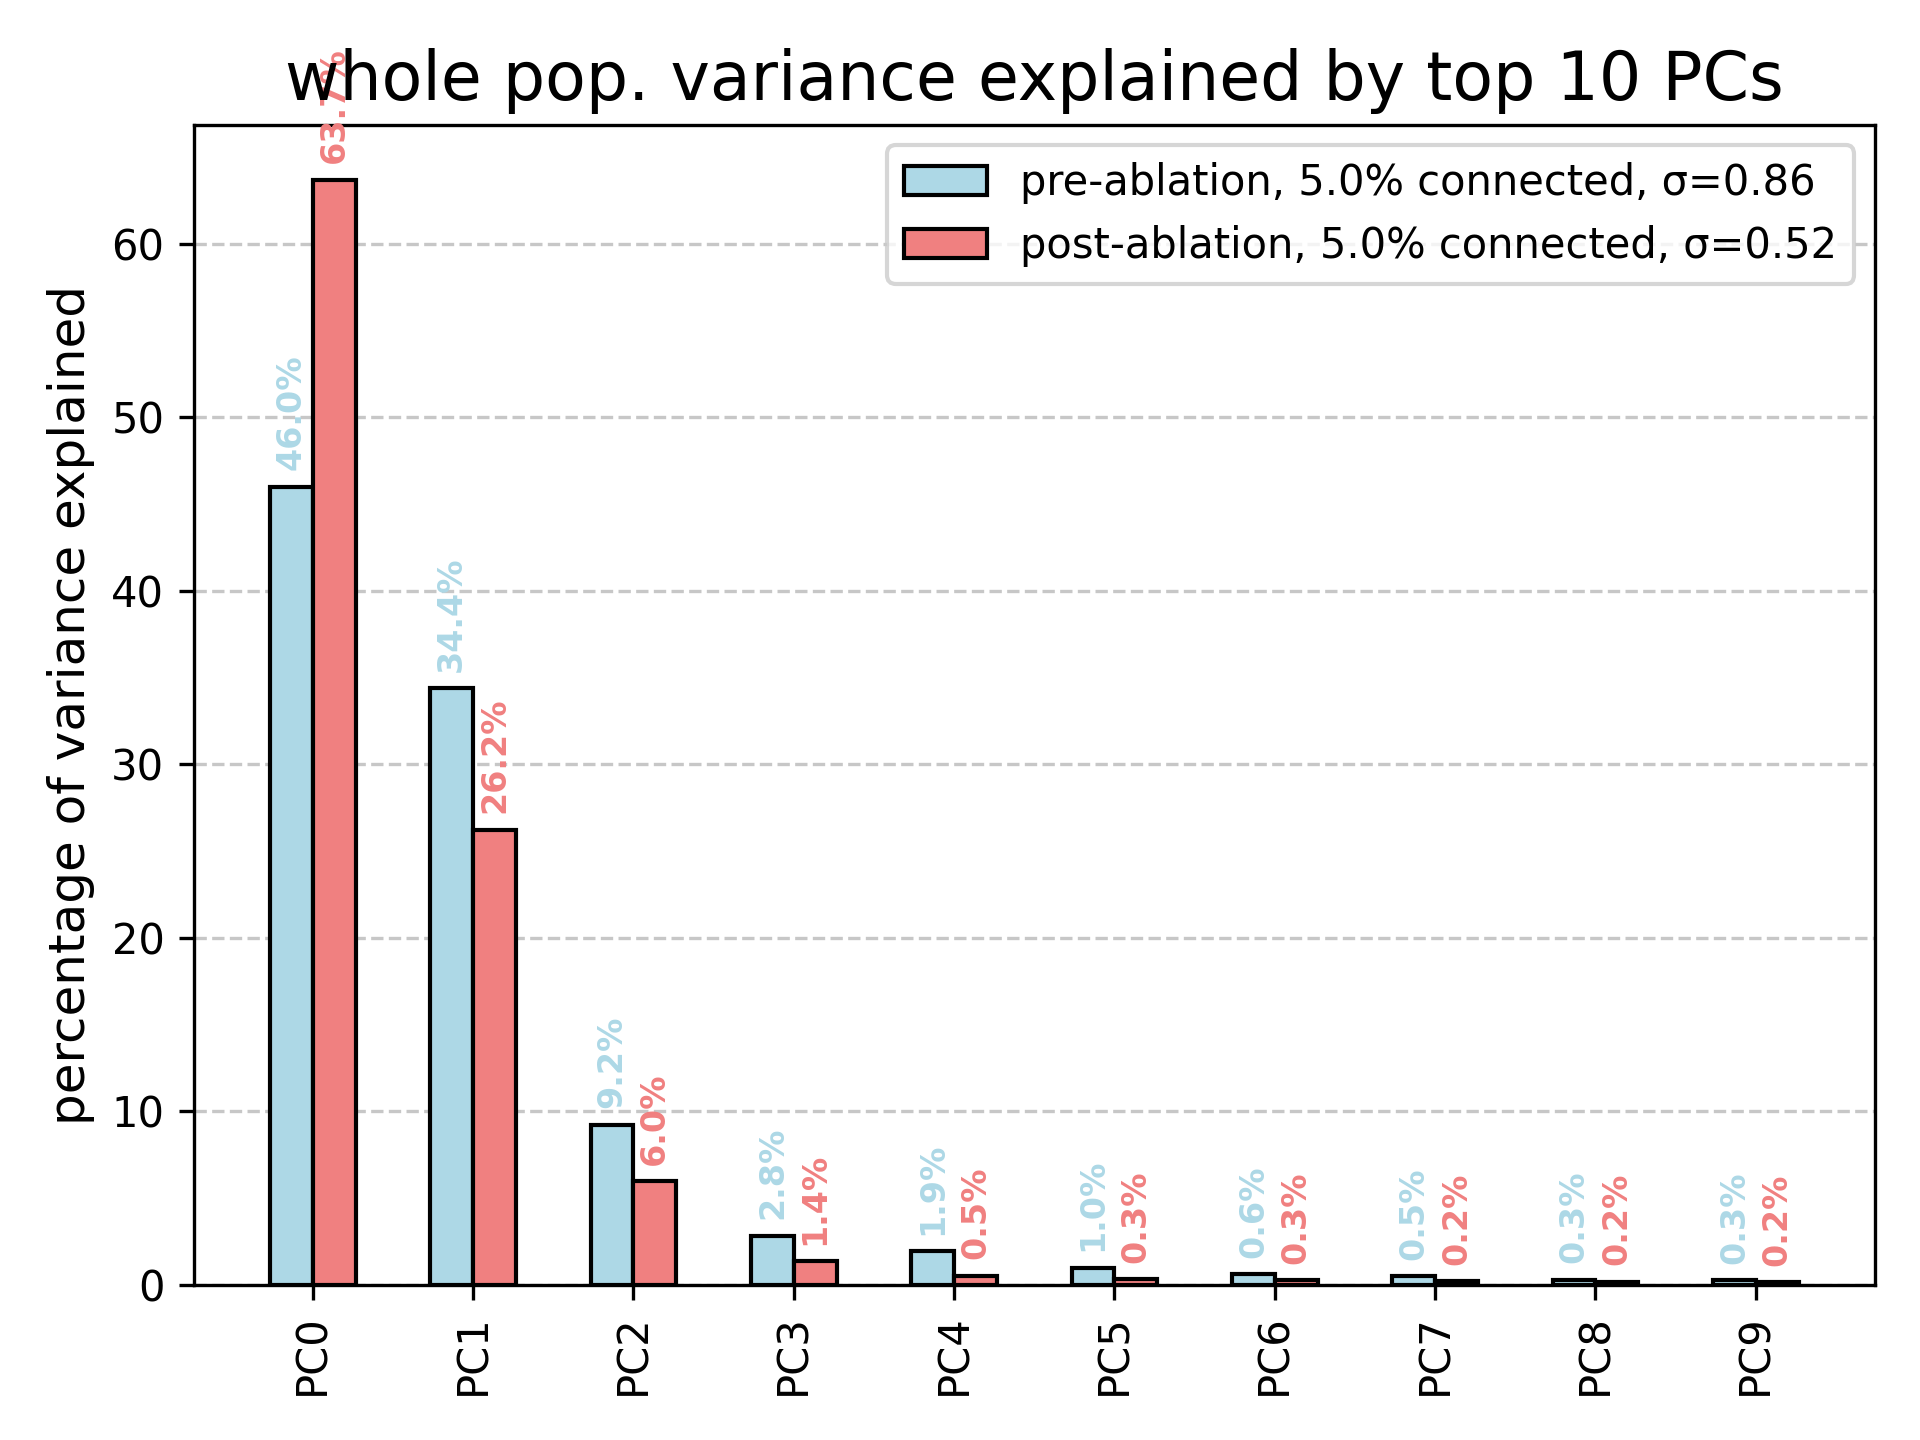 whole pop. variance explained by top 10 PCs
63.7%
pre-ablation, 5.0% connected, σ=0.86
post-ablation, 5.0% connected, σ=0.52
percentage of variance explained
60
50
40
30
20
10
0
46.0%
34.4%
26.2%
9.2%
6.0%
2.8%
1.4%
1.9%
0.5%
1.0%
0.3%
0.6%
0.3%
0.5%
0.2%
0.3%
0.2%
0.3%
0.2%
PC0
PC1
PC2
PC3
PC4
PC5
PC6
PC7
PC8
PC9